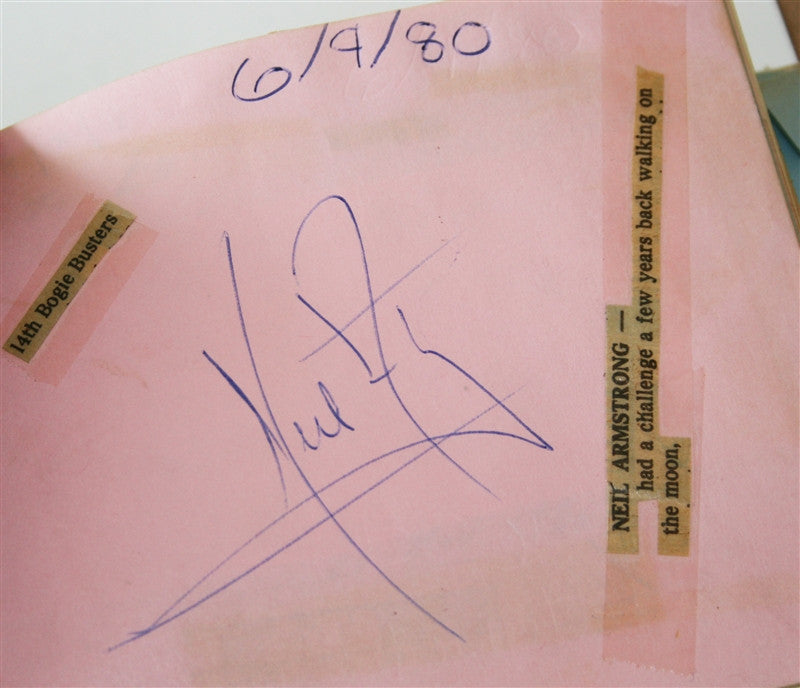 6/9/80
14th Bogie Busters
Neil A
NEIL ARMSTRONG —
had a challenge a few years back walking on
the moon,